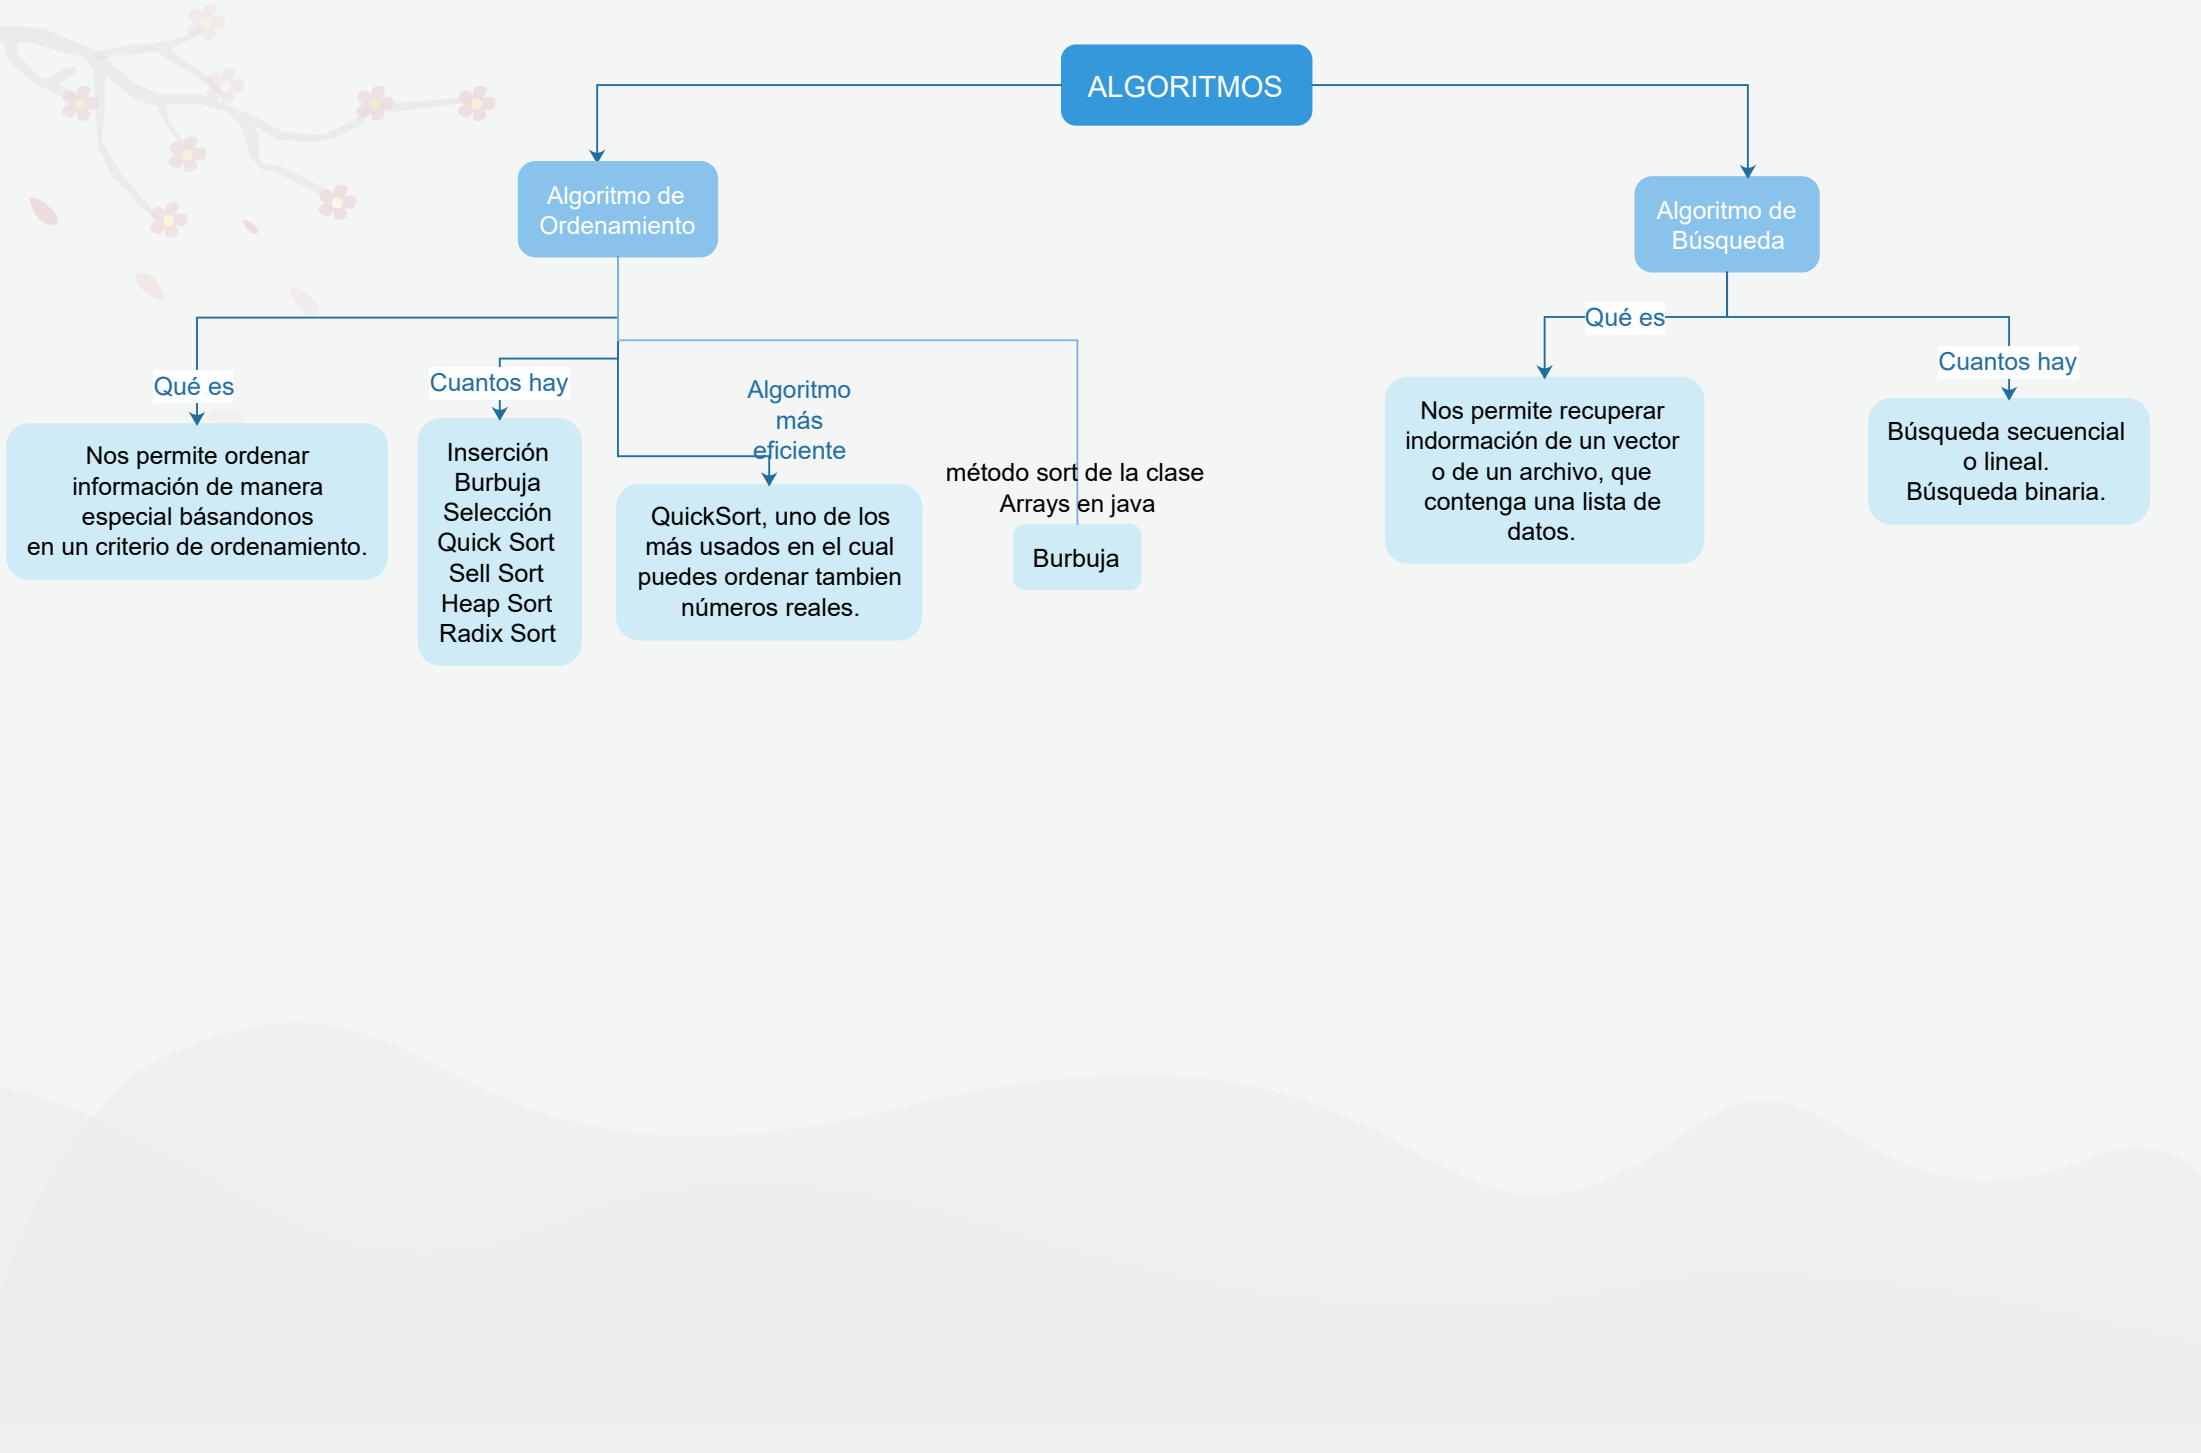 ALGORITMOS
Algoritmo de
Ordenamiento
Qué es
Nos permite ordenar
información de manera
especial básandonos
en un criterio de ordenamiento.
Cuantos hay
Inserción
Burbuja
Selección
Quick Sort
Sell Sort
Heap Sort
Radix Sort
Algoritmo
más
eficiente
QuickSort, uno de los
más usados en el cual
puedes ordenar tambien
números reales.
método sort de la clase
Arrays en java
Burbuja
Algoritmo de
Búsqueda
Qué es
Nos permite recuperar
indormación de un vector
o de un archivo, que
contenga una lista de
datos.
Cuantos hay
Búsqueda secuencial
o lineal.
Búsqueda binaria.